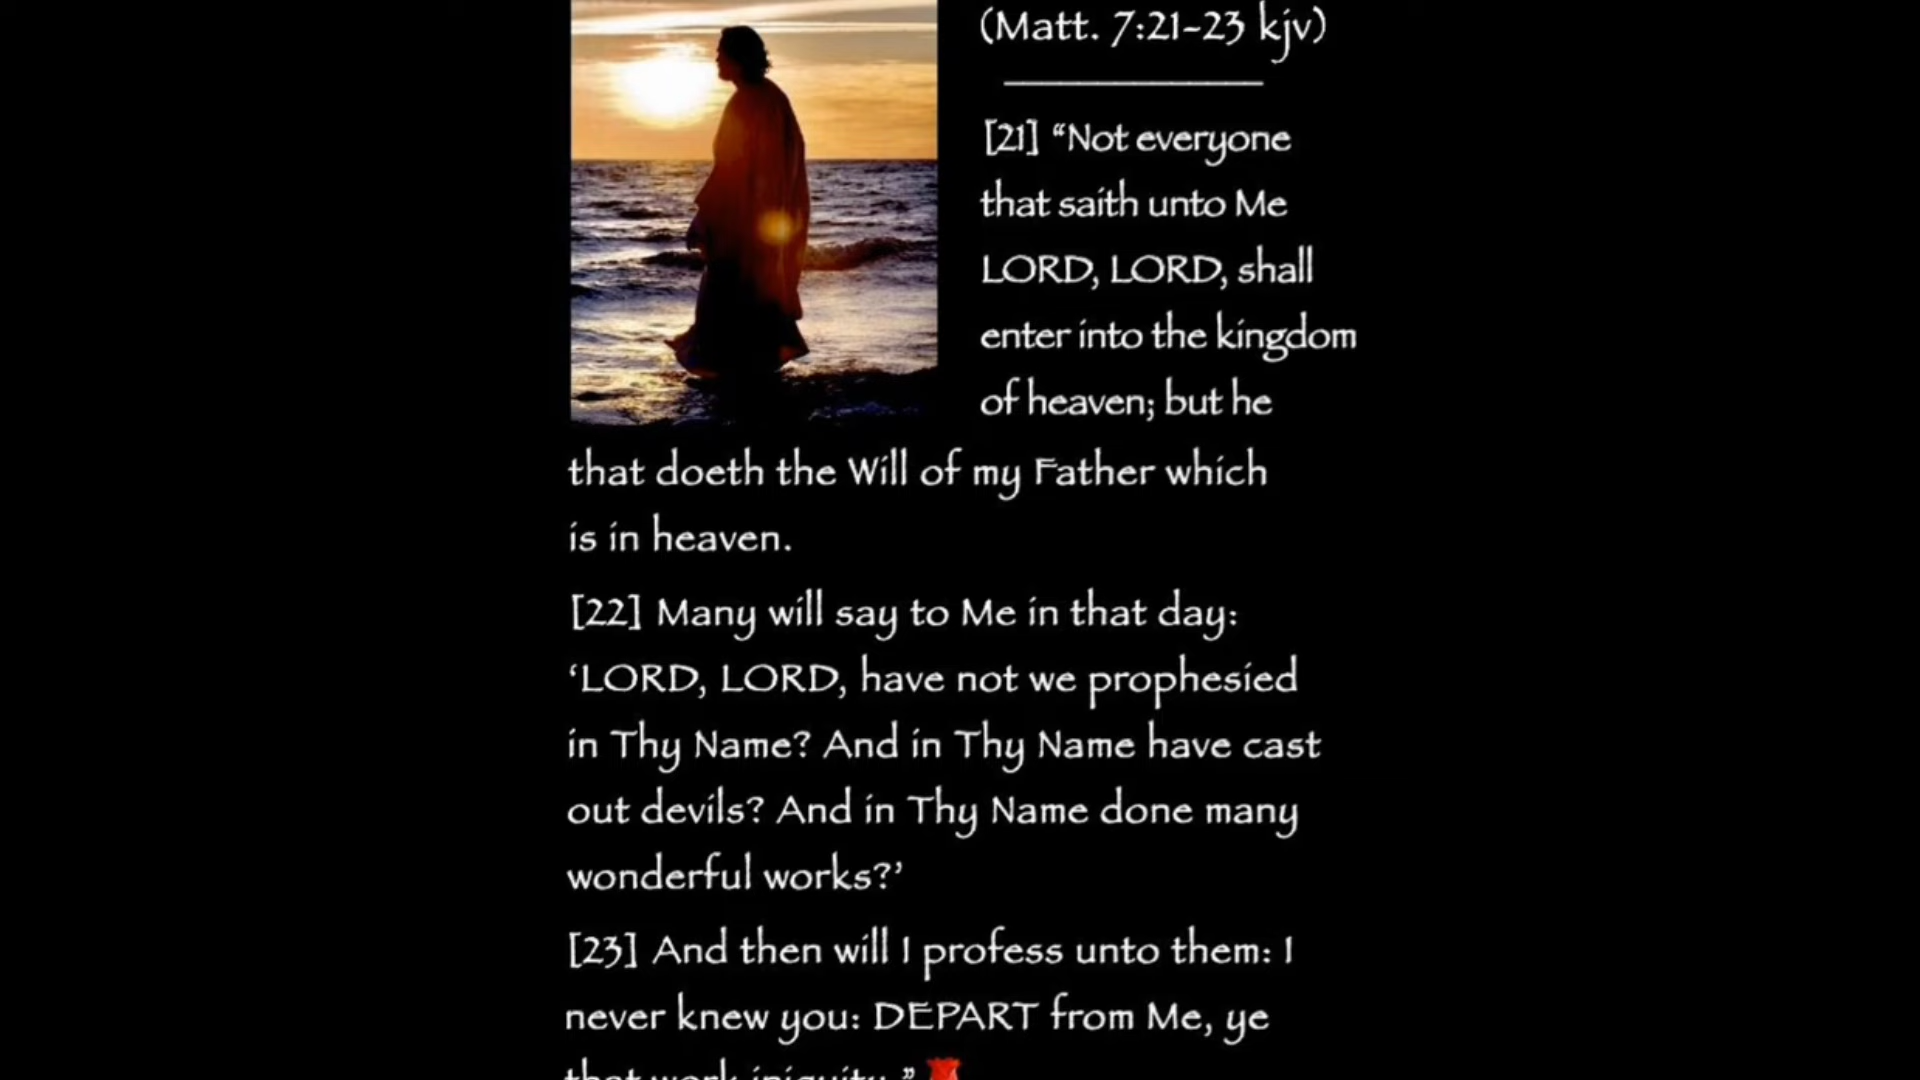 (Matt. 7:21-23 kjv)
[21] “Not everyone
that saith unto Me
LORD, LORD, shall
enter into the kingdom
of heaven; but he
that doeth the Will of my Father which
is in heaven.
[22] Many will say to Me in that day:
‘LORD, LORD, have not we prophesied
in Thy Name? And in Thy Name have cast
out devils? And in Thy Name done many
wonderful works?’
[23] And then will I profess unto them: I
never knew you: DEPART from Me, ye
that work iniquity.”